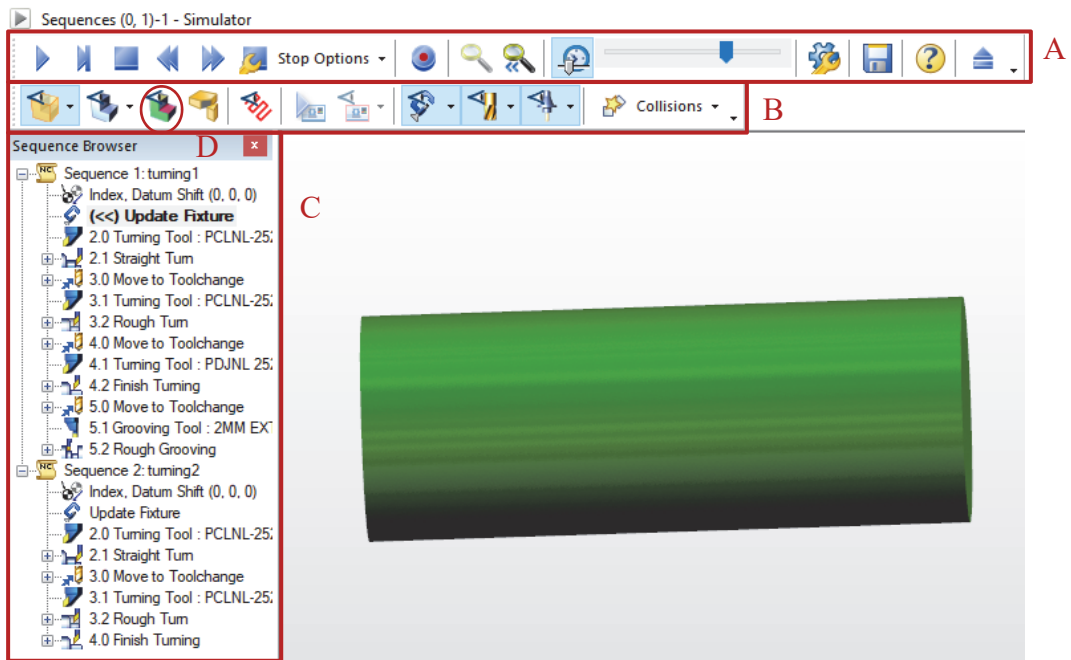 Sequences (0, 1)-1 - Simulator
Stop Options
A
Collisions
B
Sequence Browser
D
x
C
NC Sequence 1: turning1
Index, Datum Shift (0, 0, 0)
(<<) Update Fixture
2.0 Turning Tool : PCLNL-252
2.1 Straight Turn
3.0 Move to Toolchange
3.1 Turning Tool : PCLNL-252
3.2 Rough Turn
4.0 Move to Toolchange
4.1 Turning Tool : PDJNL 252
4.2 Finish Turning
5.0 Move to Toolchange
5.1 Grooving Tool : 2MM EXT
5.2 Rough Grooving
NC Sequence 2: turning2
Index, Datum Shift (0, 0, 0)
Update Fixture
2.0 Turning Tool : PCLNL-252
2.1 Straight Turn
3.0 Move to Toolchange
3.1 Turning Tool : PCLNL-252
3.2 Rough Turn
4.0 Finish Turning